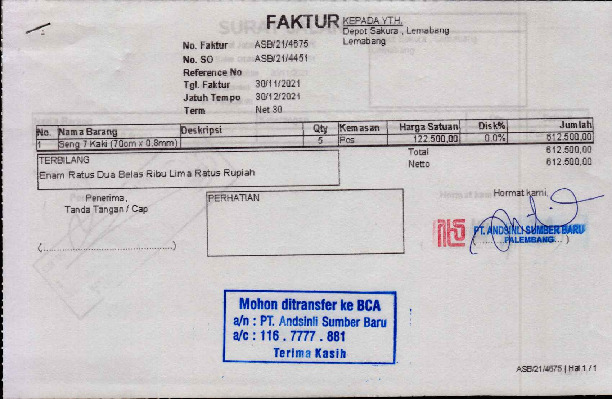 FAKTUR
KEPADA YTH.
Depot Sakura , Lemabang
Lemabang
No. Faktur ASB/21/4675
No. SO ASB/21/4451
Reference No
Tgl. Faktur 30/11/2021
Jatuh Tempo 30/12/2021
Term Net 30
No. Nama Barang Deskripsi Qty Kemasan Harga Satuan Disk% Jumlah
1 Seng 7 Kaki (70cm x 0,8mm) 5 Pcs 122.500,00 0.0% 612.500,00
Total 612.500,00
Netto 612.500,00
TERBILANG
Enam Ratus Dua Belas Ribu Lima Ratus Rupiah
Penerima,
Tanda Tangan / Cap
(............................)
PERHATIAN
Hormat kami,
PT. ANDSINLI SUMBER BARU
PALEMBANG
Mohon ditransfer ke BCA
a/n : PT. Andsinli Sumber Baru
a/c : 116 . 7777 . 881
Terima Kasih
ASB/21/4675 | Hal 1 / 1